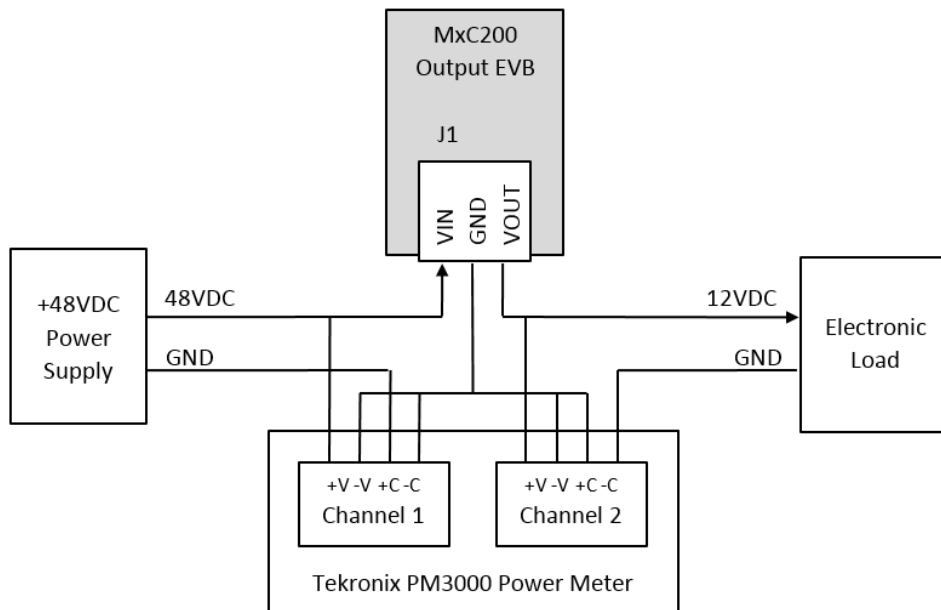 MxC200
Output EVB
J1
VIN
GND
VOUT
+48VDC
Power
Supply
48VDC
GND
12VDC
GND
Electronic
Load
+V -V +C -C
Channel 1
+V -V +C -C
Channel 2
Tekronix PM3000 Power Meter